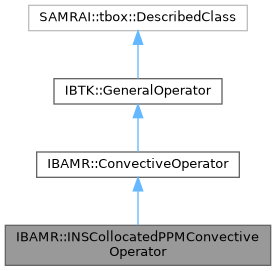 SAMRAI::tbox::DescribedClass
IBTK::GeneralOperator
IBAMR::ConvectiveOperator
IBAMR::INSCollocatedPPMConvective
Operator